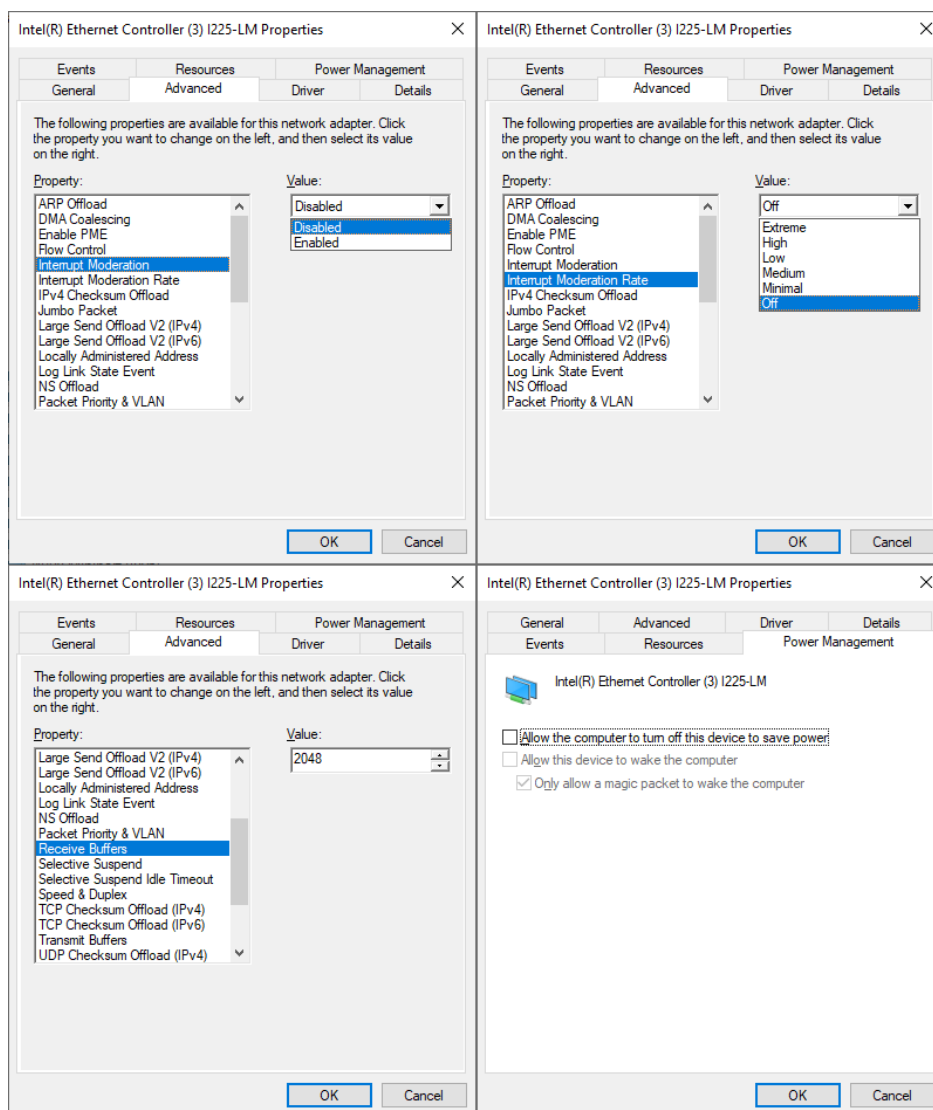 Intel(R) Ethernet Controller (3) I225-LM Properties
Events Resources Power Management
General Advanced Driver Details
The following properties are available for this network adapter. Click
the property you want to change on the left, and then select its value
on the right.
Property: Value:
ARP Offload Disabled
DMA Coalescing Disabled
Enable PME Enabled
Flow Control
Interrupt Moderation
Interrupt Moderation Rate
IPv4 Checksum Offload
Jumbo Packet
Large Send Offload V2 (IPv4)
Large Send Offload V2 (IPv6)
Locally Administered Address
Log Link State Event
NS Offload
Packet Priority & VLAN
OK Cancel
Intel(R) Ethernet Controller (3) I225-LM Properties
Events Resources Power Management
General Advanced Driver Details
The following properties are available for this network adapter. Click
the property you want to change on the left, and then select its value
on the right.
Property: Value:
ARP Offload Off
DMA Coalescing Extreme
Enable PME High
Flow Control Low
Interrupt Moderation Medium
Interrupt Moderation Rate Minimal
IPv4 Checksum Offload Off
Jumbo Packet
Large Send Offload V2 (IPv4)
Large Send Offload V2 (IPv6)
Locally Administered Address
Log Link State Event
NS Offload
Packet Priority & VLAN
OK Cancel
Intel(R) Ethernet Controller (3) I225-LM Properties
Events Resources Power Management
General Advanced Driver Details
The following properties are available for this network adapter. Click
the property you want to change on the left, and then select its value
on the right.
Property: Value:
Large Send Offload V2 (IPv4) 2048
Large Send Offload V2 (IPv6)
Locally Administered Address
Log Link State Event
NS Offload
Packet Priority & VLAN
Receive Buffers
Selective Suspend
Selective Suspend Idle Timeout
Speed & Duplex
TCP Checksum Offload (IPv4)
TCP Checksum Offload (IPv6)
Transmit Buffers
UDP Checksum Offload (IPv4)
OK Cancel
Intel(R) Ethernet Controller (3) I225-LM Properties
General Advanced Driver Details
Events Resources Power Management
Intel(R) Ethernet Controller (3) I225-LM
Allow the computer to turn off this device to save power
Allow this device to wake the computer
Only allow a magic packet to wake the computer
OK Cancel